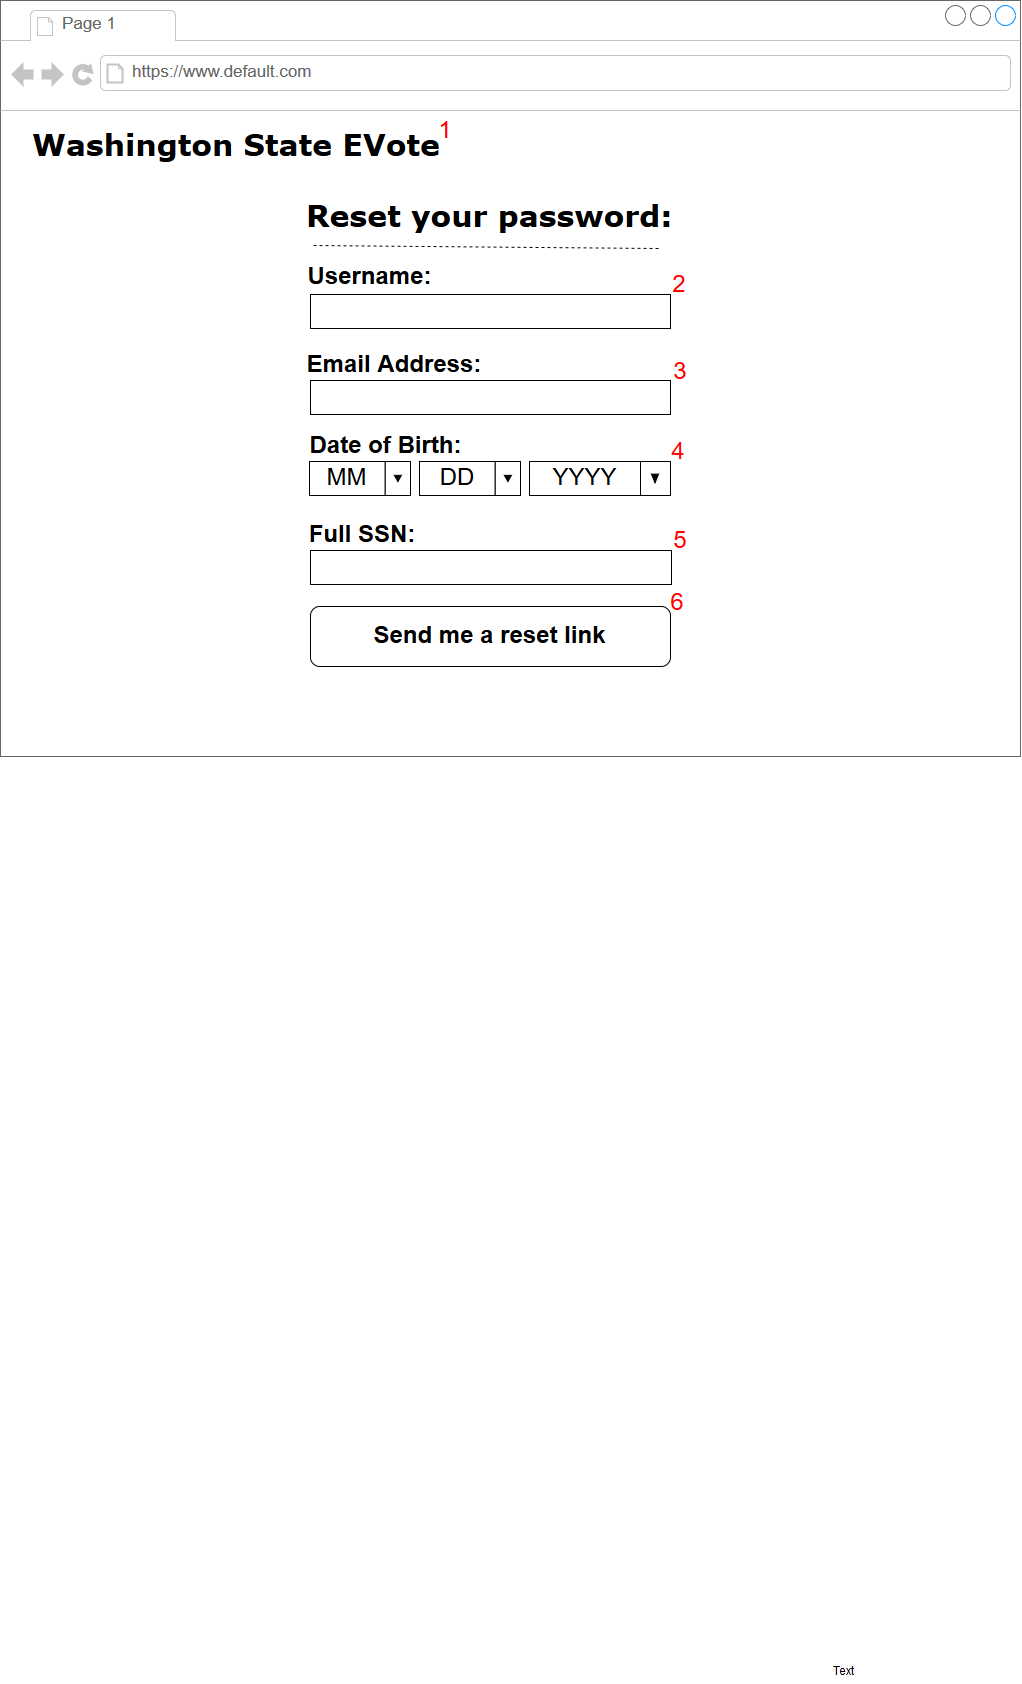 Page 1
https://www.default.com
Washington State EVote 1
Reset your password:
Username: 2
Email Address: 3
Date of Birth: 4
MM DD YYYY
Full SSN: 5
6
Send me a reset link
Text